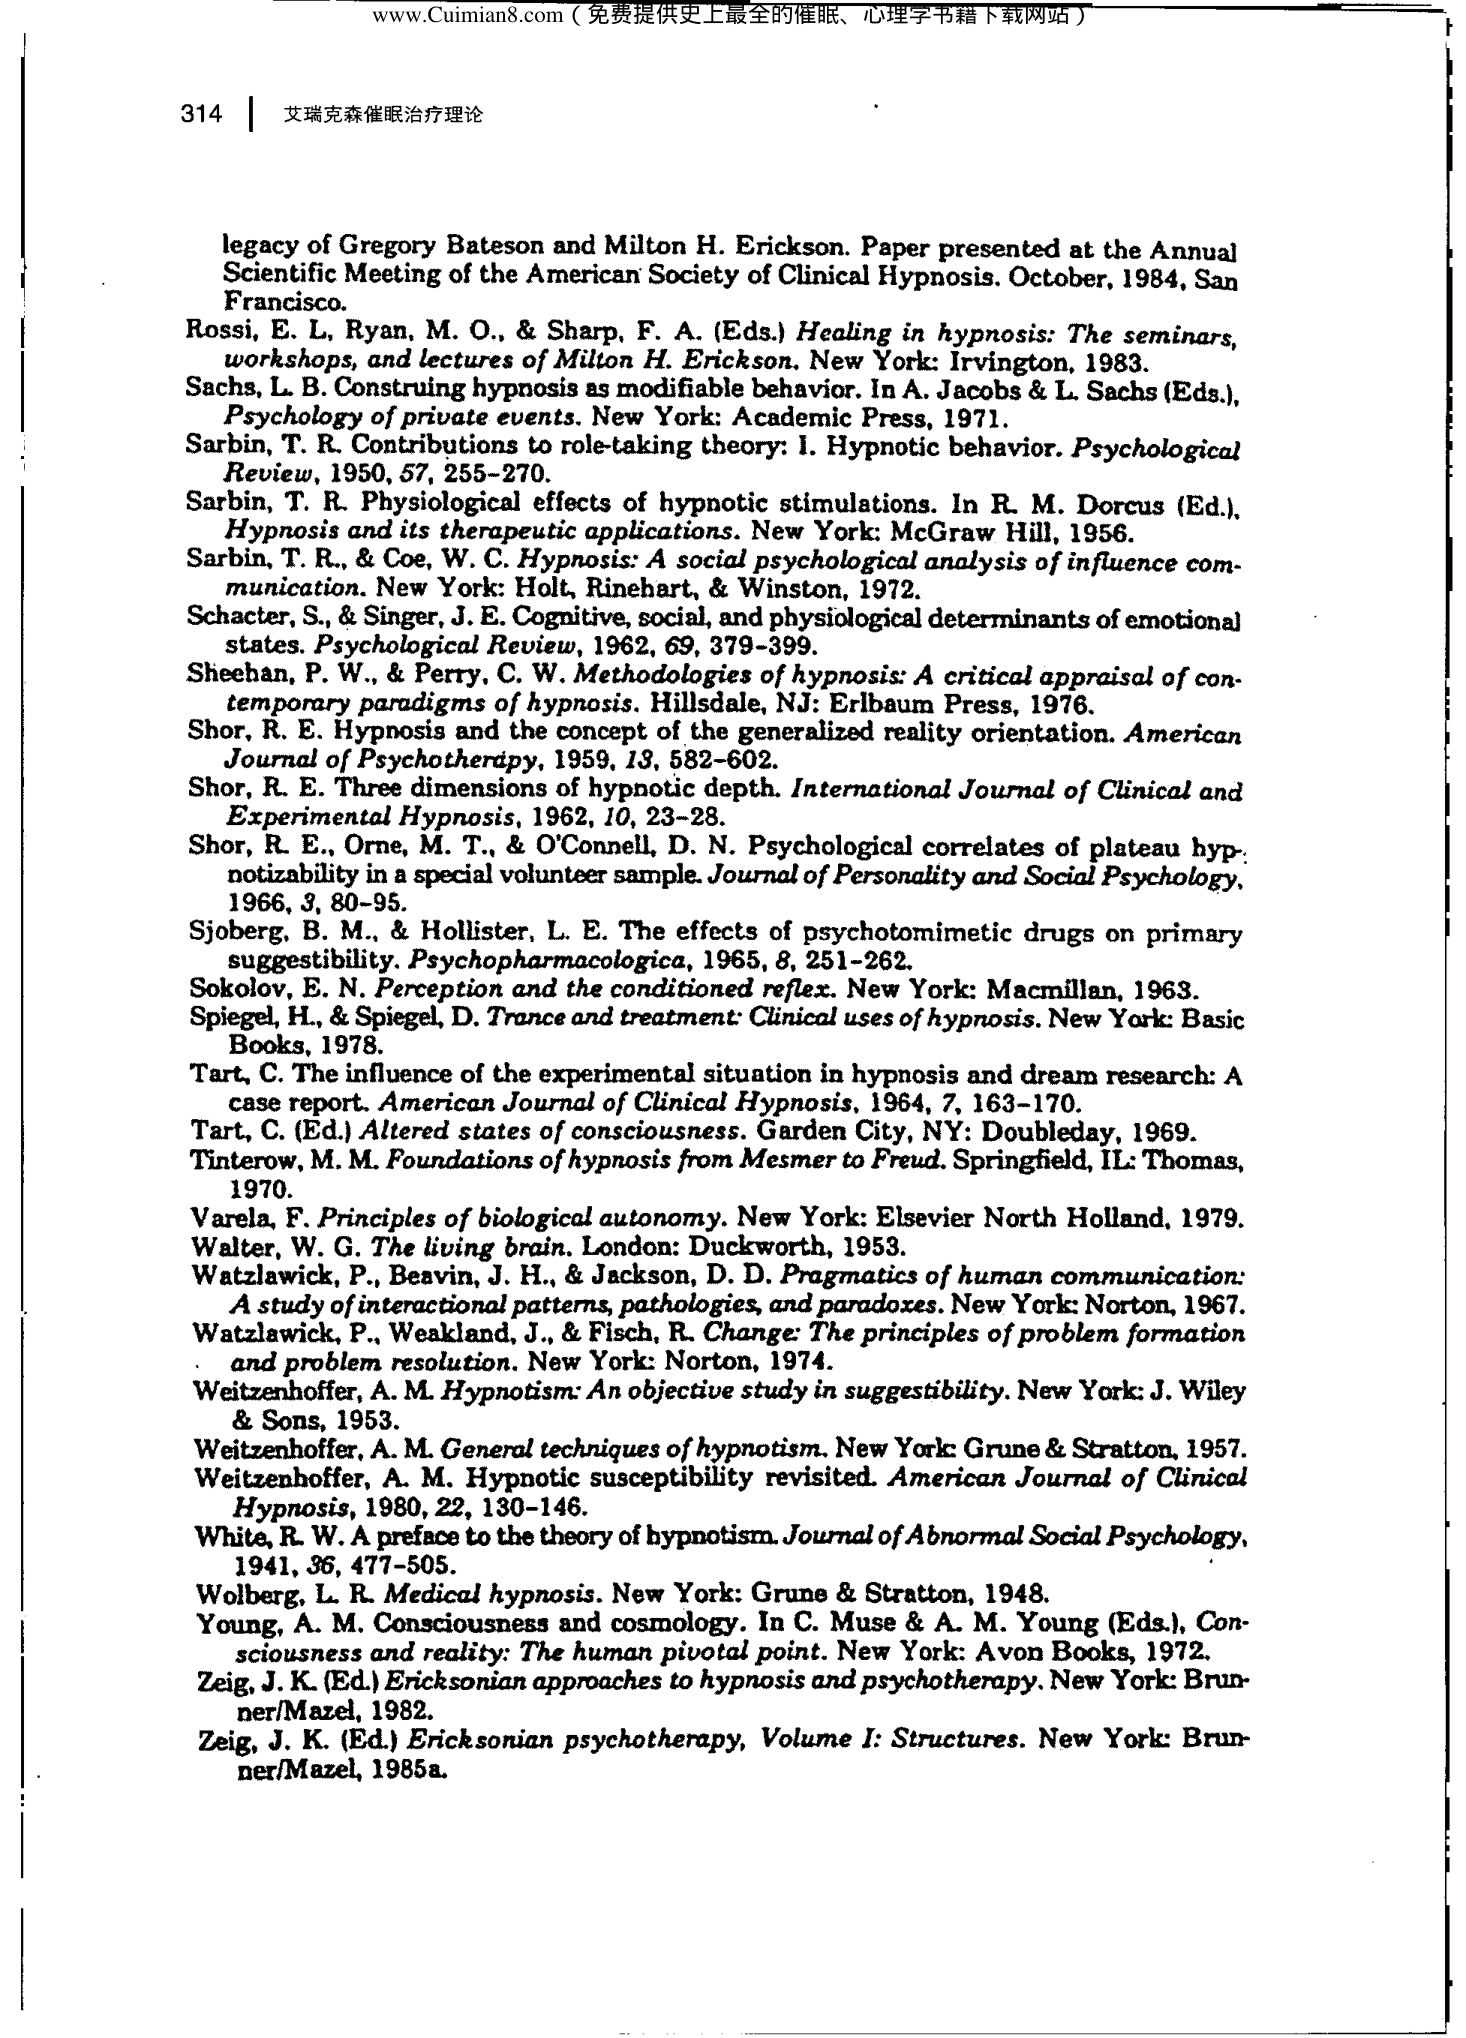 www.Cuimian8.com（免费提供史上最全的催眠、心理学书籍下载网站）
314 | 艾瑞克森催眠治疗理论
legacy of Gregory Bateson and Milton H. Erickson. Paper presented at the Annual
Scientific Meeting of the American Society of Clinical Hypnosis. October, 1984, San
Francisco.
Rossi, E. L, Ryan, M. O., & Sharp, F. A. (Eds.) Healing in hypnosis: The seminars,
workshops, and lectures of Milton H. Erickson. New York: Irvington, 1983.
Sachs, L. B. Construing hypnosis as modifiable behavior. In A. Jacobs & L. Sachs (Eds.),
Psychology of private events. New York: Academic Press, 1971.
Sarbin, T. R. Contributions to role-taking theory: I. Hypnotic behavior. Psychological
Review, 1950, 57, 255-270.
Sarbin, T. R. Physiological effects of hypnotic stimulations. In R. M. Dorcus (Ed.),
Hypnosis and its therapeutic applications. New York: McGraw Hill, 1956.
Sarbin, T. R., & Coe, W. C. Hypnosis: A social psychological analysis of influence com-
munication. New York: Holt, Rinehart, & Winston, 1972.
Schacter, S., & Singer, J. E. Cognitive, social, and physiological determinants of emotional
states. Psychological Review, 1962, 69, 379-399.
Sheehan, P. W., & Perry, C. W. Methodologies of hypnosis: A critical appraisal of con-
temporary paradigms of hypnosis. Hillsdale, NJ: Erlbaum Press, 1976.
Shor, R. E. Hypnosis and the concept of the generalized reality orientation. American
Journal of Psychotherapy, 1959, 13, 582-602.
Shor, R. E. Three dimensions of hypnotic depth. International Journal of Clinical and
Experimental Hypnosis, 1962, 10, 23-28.
Shor, R. E., Orne, M. T., & O'Connell, D. N. Psychological correlates of plateau hyp-
notizability in a special volunteer sample. Journal of Personality and Social Psychology,
1966, 3, 80-95.
Sjoberg, B. M., & Hollister, L. E. The effects of psychotomimetic drugs on primary
suggestibility. Psychopharmacologica, 1965, 8, 251-262.
Sokolov, E. N. Perception and the conditioned reflex. New York: Macmillan, 1963.
Spiegel, H., & Spiegel, D. Trance and treatment: Clinical uses of hypnosis. New York: Basic
Books, 1978.
Tart, C. The influence of the experimental situation in hypnosis and dream research: A
case report. American Journal of Clinical Hypnosis, 1964, 7, 163-170.
Tart, C. (Ed.) Altered states of consciousness. Garden City, NY: Doubleday, 1969.
Tinterow, M. M. Foundations of hypnosis from Mesmer to Freud. Springfield, IL: Thomas,
1970.
Varela, F. Principles of biological autonomy. New York: Elsevier North Holland, 1979.
Walter, W. G. The living brain. London: Duckworth, 1953.
Watzlawick, P., Beavin, J. H., & Jackson, D. D. Pragmatics of human communication:
A study of interactional patterns, pathologies, and paradoxes. New York: Norton, 1967.
Watzlawick, P., Weakland, J., & Fisch, R. Change: The principles of problem formation
and problem resolution. New York: Norton, 1974.
Weitzenhoffer, A. M. Hypnotism: An objective study in suggestibility. New York: J. Wiley
& Sons, 1953.
Weitzenhoffer, A. M. General techniques of hypnotism. New York: Grune & Stratton, 1957.
Weitzenhoffer, A. M. Hypnotic susceptibility revisited. American Journal of Clinical
Hypnosis, 1980, 22, 130-146.
White, R. W. A preface to the theory of hypnotism. Journal of Abnormal Social Psychology,
1941, 36, 477-505.
Wolberg, L. R. Medical hypnosis. New York: Grune & Stratton, 1948.
Young, A. M. Consciousness and cosmology. In C. Muse & A. M. Young (Eds.), Con-
sciousness and reality: The human pivotal point. New York: Avon Books, 1972.
Zeig, J. K. (Ed.) Ericksonian approaches to hypnosis and psychotherapy. New York: Brun-
ner/Mazel, 1982.
Zeig, J. K. (Ed.) Ericksonian psychotherapy, Volume I: Structures. New York: Brun-
ner/Mazel, 1985a.